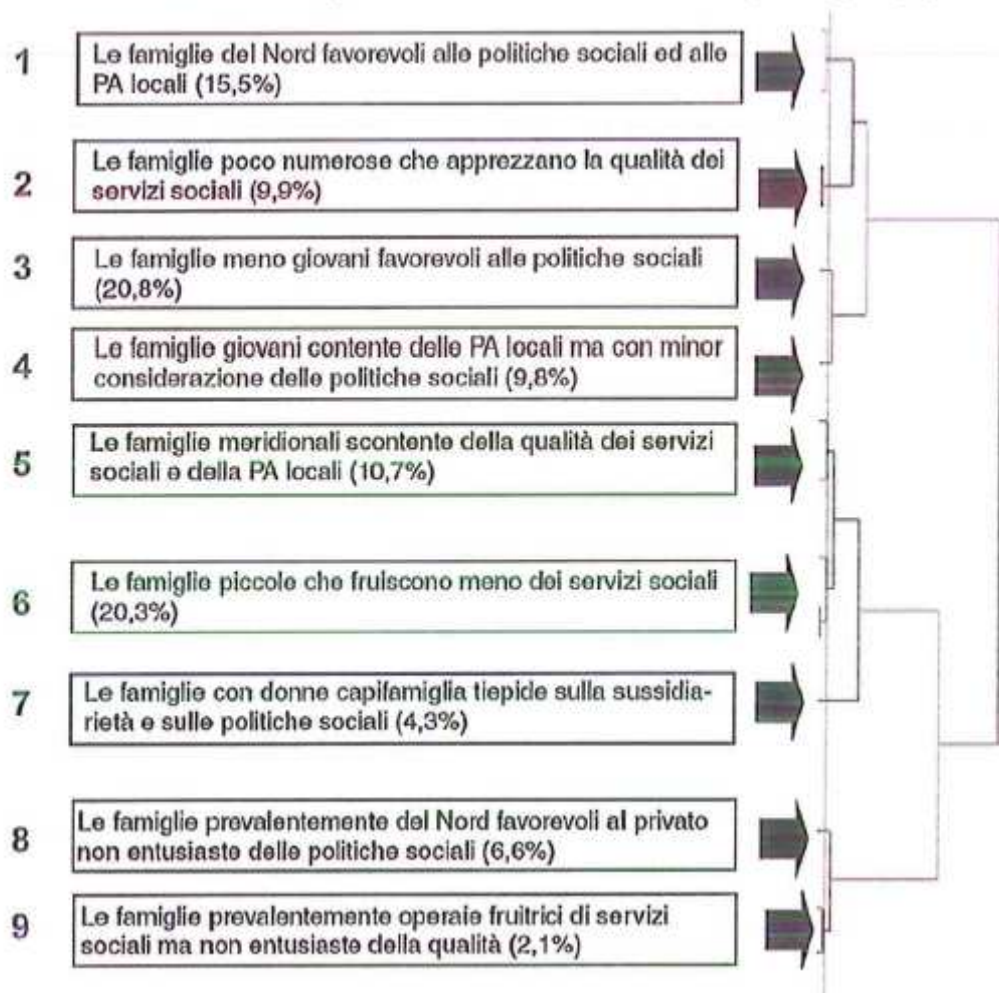 1
Le famiglie del Nord favorevoli alle politiche sociali ed alle
PA locali (15,5%)
2
Le famiglie poco numerose che apprezzano la qualità dei
servizi sociali (9,9%)
3
Le famiglie meno giovani favorevoli alle politiche sociali
(20,8%)
4
Le famiglie giovani contente delle PA locali ma con minor
considerazione delle politiche sociali (9,8%)
5
Le famiglie meridionali scontente della qualità dei servizi
sociali e della PA locali (10,7%)
6
Le famiglie piccole che fruiscono meno dei servizi sociali
(20,3%)
7
Le famiglie con donne capifamiglia tiepide sulla sussidia-
rietà e sulle politiche sociali (4,3%)
8
Le famiglie prevalentemente del Nord favorevoli al privato
non entusiaste delle politiche sociali (6,6%)
9
Le famiglie prevalentemente operaie fruitrici di servizi
sociali ma non entusiaste della qualità (2,1%)